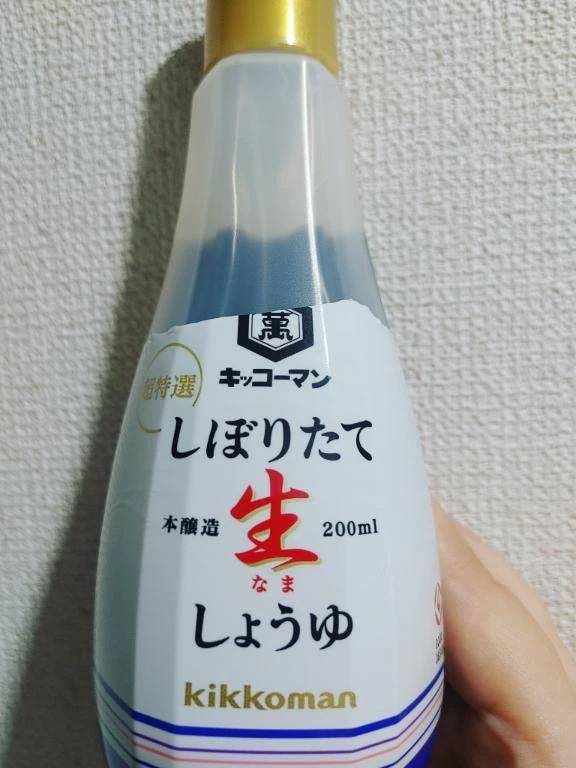 萬
キッコーマン
超特選
しぼりたて
本醸造 生 200ml
なま
しょうゆ
kikkoman